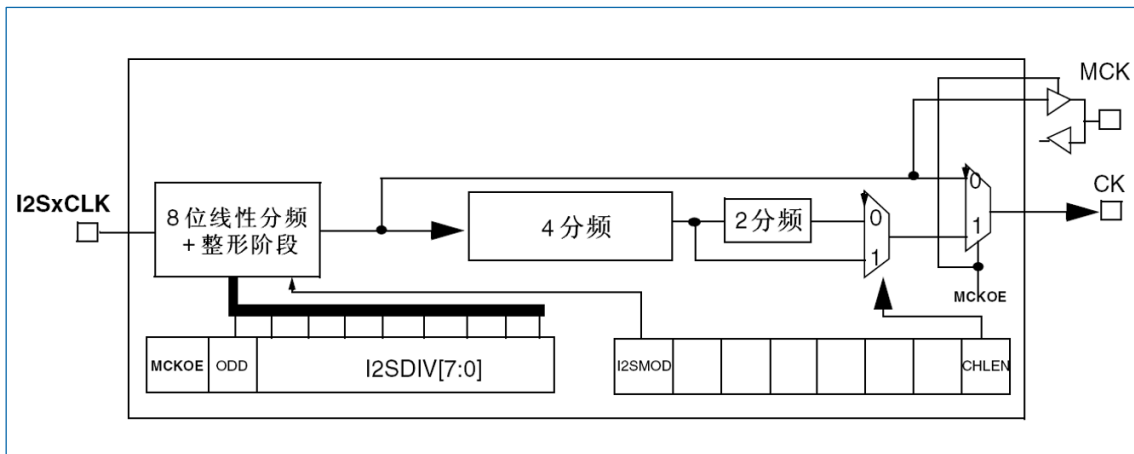 MCK
I2SxCLK
8位线性分频
+整形阶段
4分频
2分频
0
1
0
1
CK
MCKOE
MCKOE
ODD
I2SDIV[7:0]
I2SMOD
CHLEN